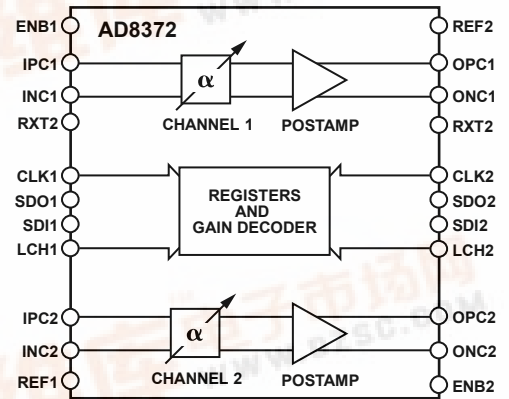 AD8372
ENB1
REF2
IPC1
α
OPC1
INC1
ONC1
RXT2
CHANNEL 1
POSTAMP
RXT2
CLK1
CLK2
SDO1
REGISTERS
AND
GAIN DECODER
SDO2
SDI1
SDI2
LCH1
LCH2
IPC2
α
OPC2
INC2
ONC2
REF1
CHANNEL 2
POSTAMP
ENB2